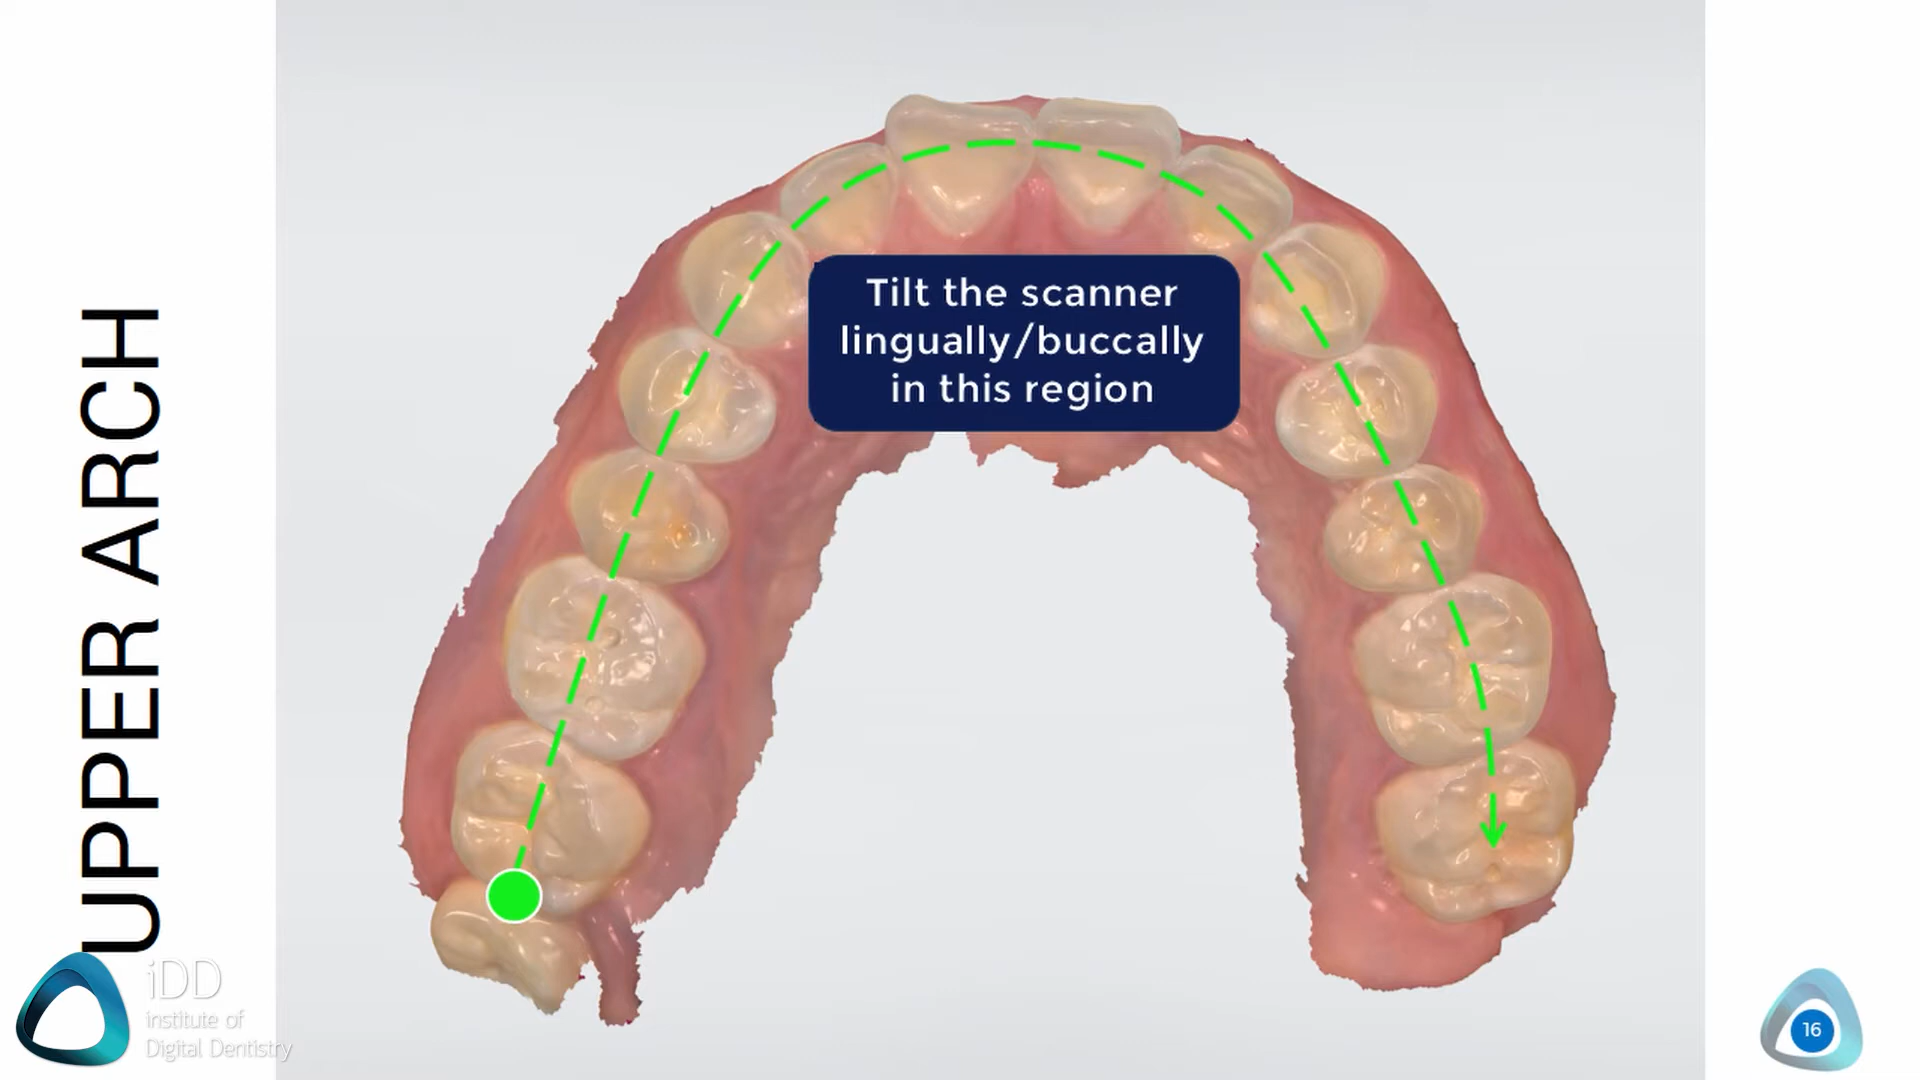 UPPER ARCH
Tilt the scanner
lingually/buccally
in this region
iDD
institute of
Digital Dentistry
16